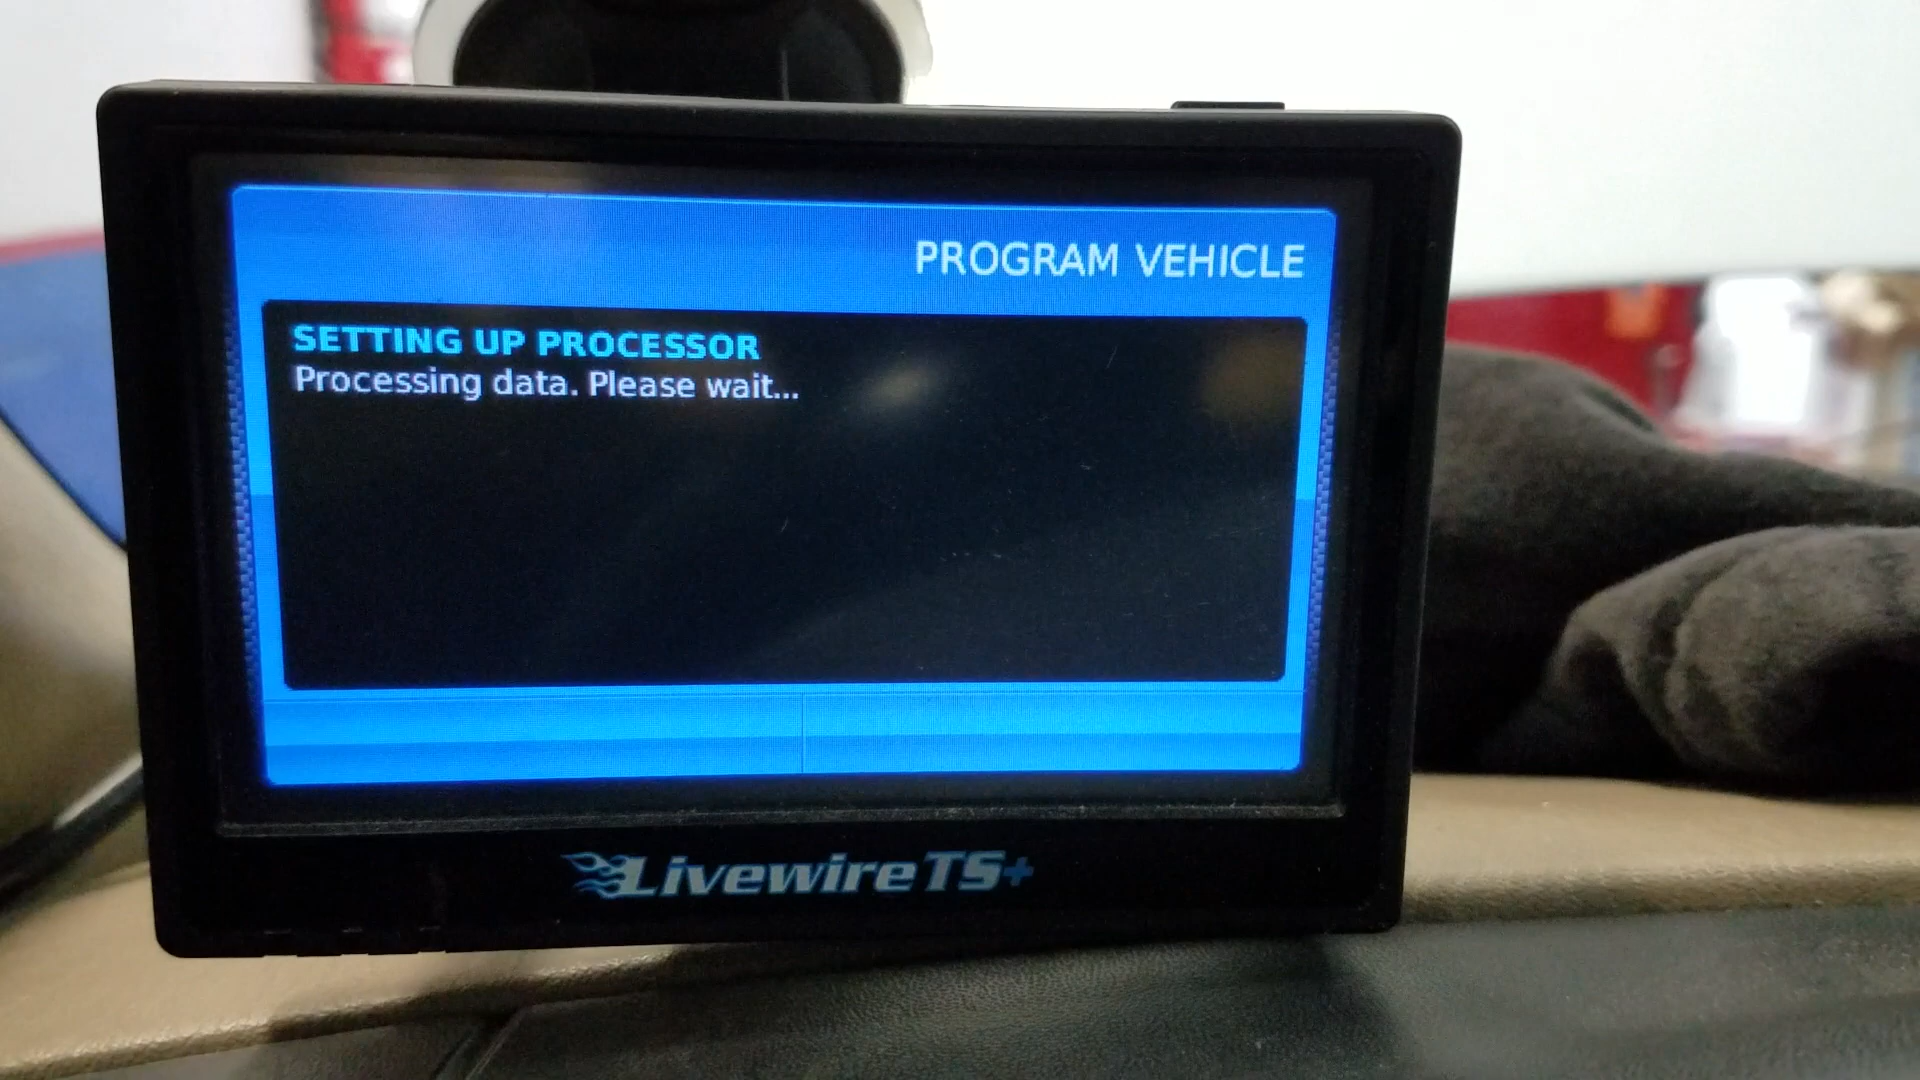 PROGRAM VEHICLE
SETTING UP PROCESSOR
Processing data. Please wait...
Livewire TS+